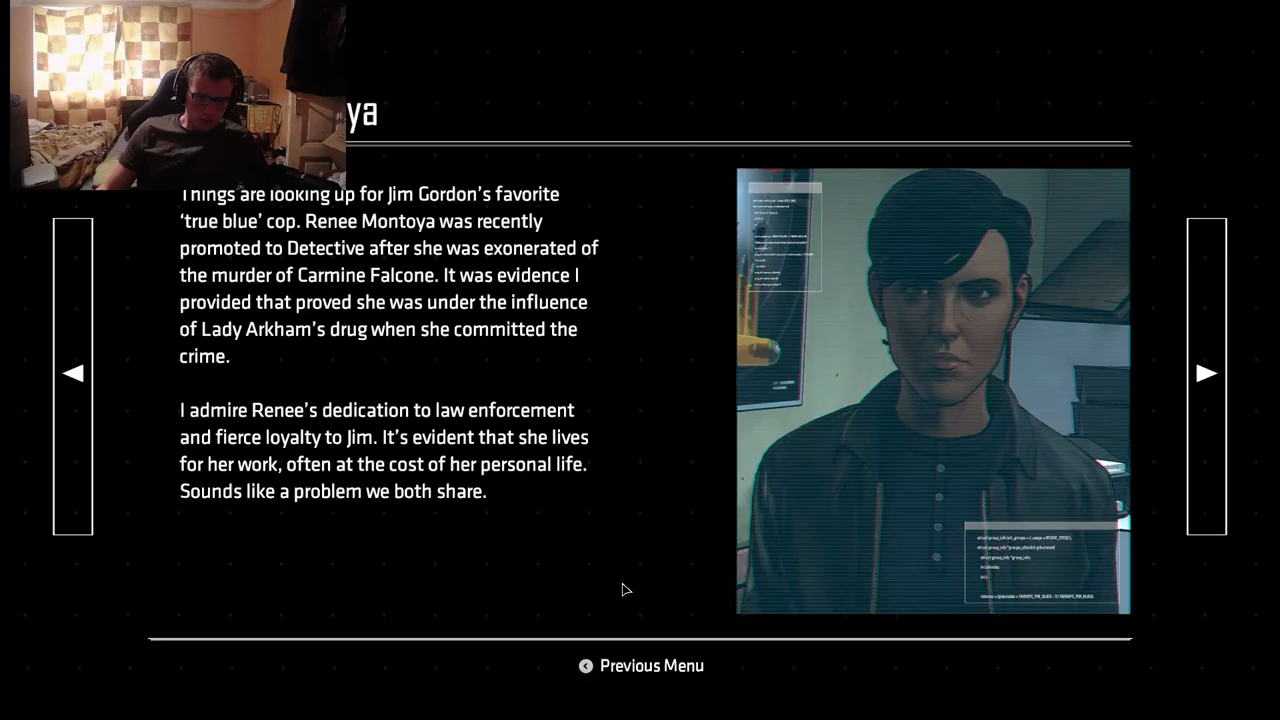 ya
Things are looking up for Jim Gordon's favorite
'true blue' cop. Renee Montoya was recently
promoted to Detective after she was exonerated of
the murder of Carmine Falcone. It was evidence I
provided that proved she was under the influence
of Lady Arkham's drug when she committed the
crime.
I admire Renee's dedication to law enforcement
and fierce loyalty to Jim. It's evident that she lives
for her work, often at the cost of her personal life.
Sounds like a problem we both share.
Previous Menu